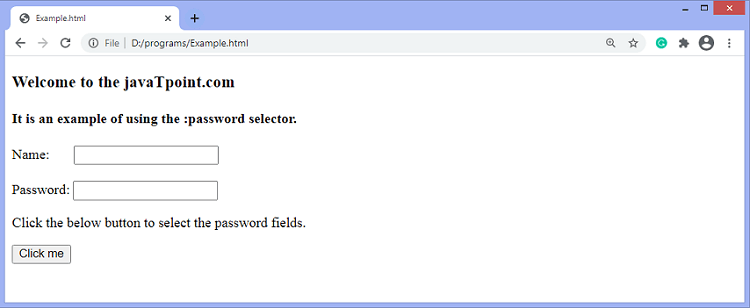 Example.html
File | D:/programs/Example.html
Welcome to the javaTpoint.com
It is an example of using the :password selector.
Name:
Password:
Click the below button to select the password fields.
Click me